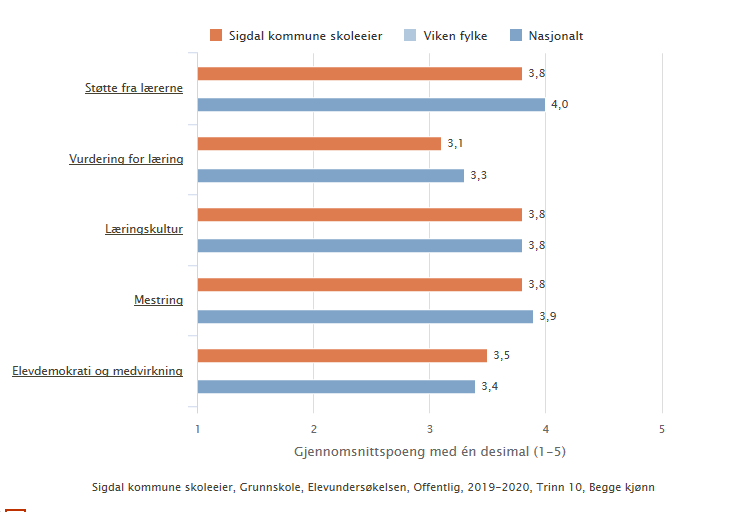 Sigdal kommune skoleeier Viken fylke Nasjonalt
Støtte fra lærerne
3,8
4,0
Vurdering for læring
3,1
3,3
Læringskultur
3,8
3,8
Mestring
3,8
3,9
Elevdemokrati og medvirkning
3,5
3,4
1 2 3 4 5
Gjennomsnittspoeng med én desimal (1-5)
Sigdal kommune skoleeier, Grunnskole, Elevundersøkelsen, Offentlig, 2019-2020, Trinn 10, Begge kjønn